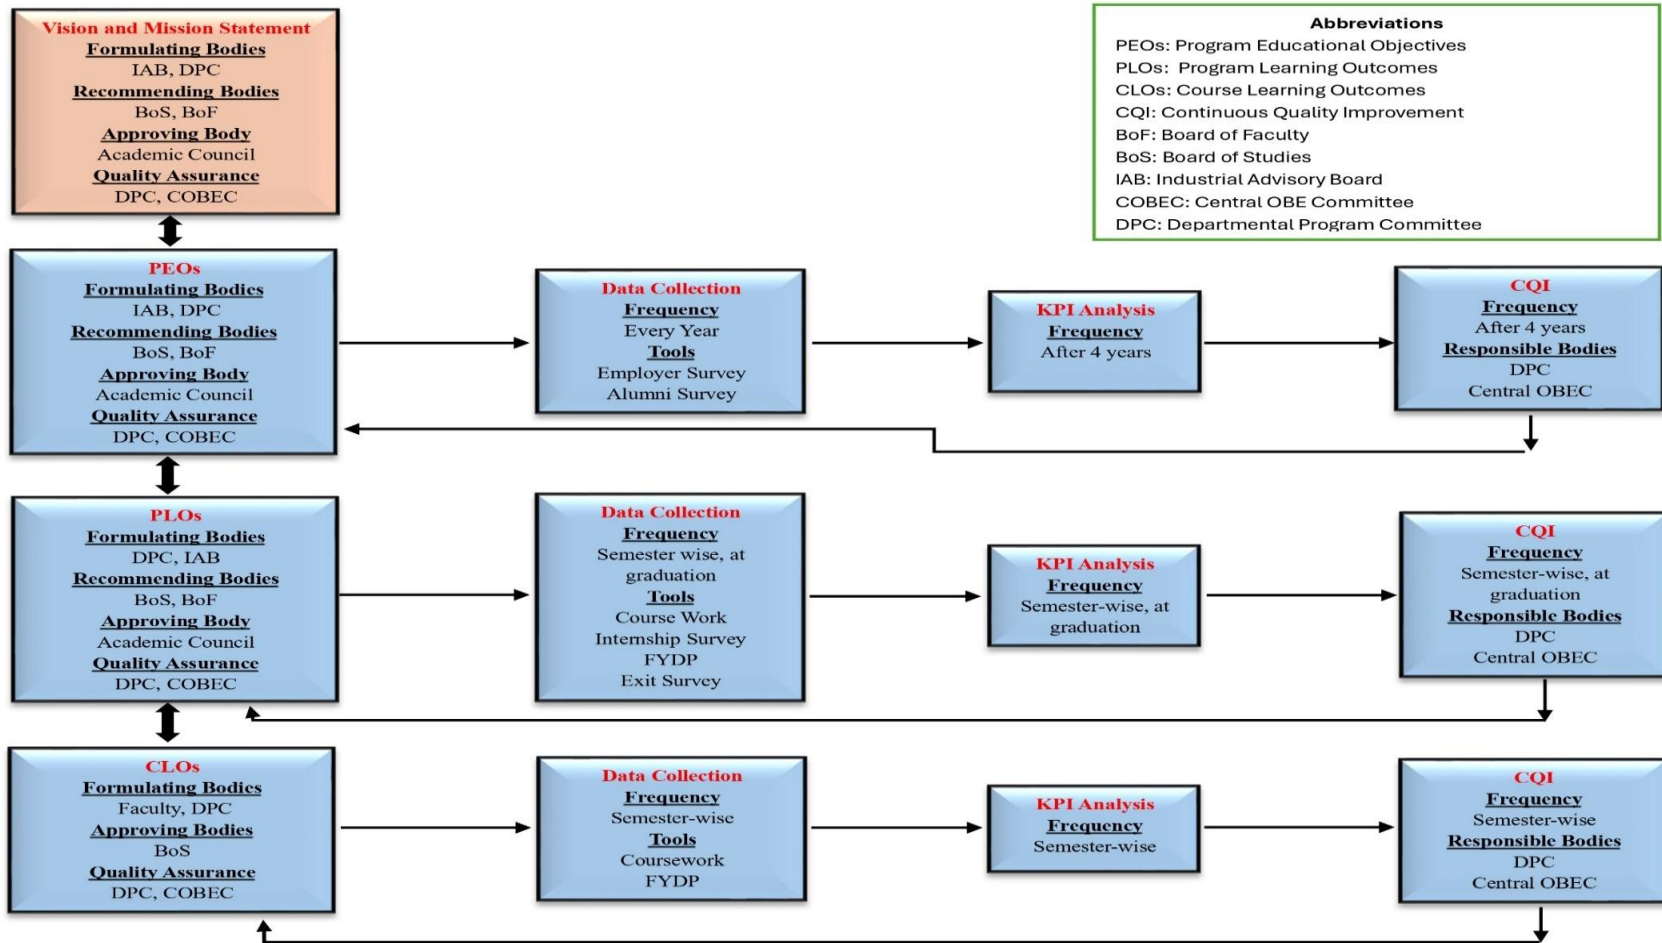 Vision and Mission Statement
Formulating Bodies
IAB, DPC
Recommending Bodies
BoS, BoF
Approving Body
Academic Council
Quality Assurance
DPC, COBEC
Abbreviations
PEOs: Program Educational Objectives
PLOs: Program Learning Outcomes
CLOs: Course Learning Outcomes
CQI: Continuous Quality Improvement
BoF: Board of Faculty
BoS: Board of Studies
IAB: Industrial Advisory Board
COBEC: Central OBE Committee
DPC: Departmental Program Committee
PEOs
Formulating Bodies
IAB, DPC
Recommending Bodies
BoS, BoF
Approving Body
Academic Council
Quality Assurance
DPC, COBEC
Data Collection
Frequency
Every Year
Tools
Employer Survey
Alumni Survey
KPI Analysis
Frequency
After 4 years
CQI
Frequency
After 4 years
Responsible Bodies
DPC
Central OBEC
PLOs
Formulating Bodies
DPC, IAB
Recommending Bodies
BoS, BoF
Approving Body
Academic Council
Quality Assurance
DPC, COBEC
Data Collection
Frequency
Semester wise, at
graduation
Tools
Course Work
Internship Survey
FYDP
Exit Survey
KPI Analysis
Frequency
Semester-wise, at
graduation
CQI
Frequency
Semester-wise, at
graduation
Responsible Bodies
DPC
Central OBEC
CLOs
Formulating Bodies
Faculty, DPC
Approving Bodies
BoS
Quality Assurance
DPC, COBEC
Data Collection
Frequency
Semester-wise
Tools
Coursework
FYDP
KPI Analysis
Frequency
Semester-wise
CQI
Frequency
Semester-wise
Responsible Bodies
DPC
Central OBEC